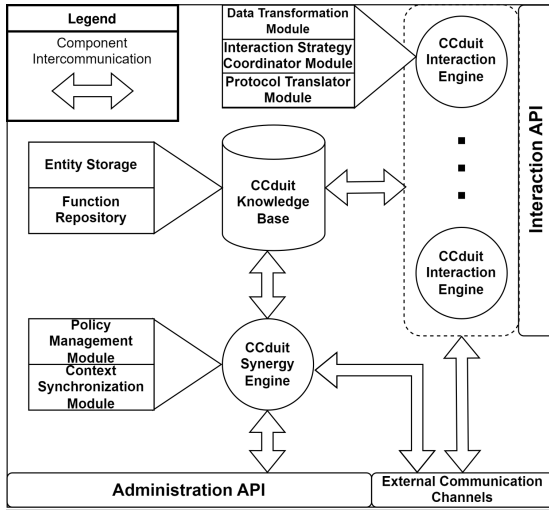 Legend
Component
Intercommunication
Data Transformation
Module
Interaction Strategy
Coordinator Module
Protocol Translator
Module
CCduit
Interaction
Engine
Interaction API
Entity Storage
Function
Repository
CCduit
Knowledge
Base
CCduit
Interaction
Engine
Policy
Management
Module
Context
Synchronization
Module
CCduit
Synergy
Engine
Administration API
External Communication
Channels